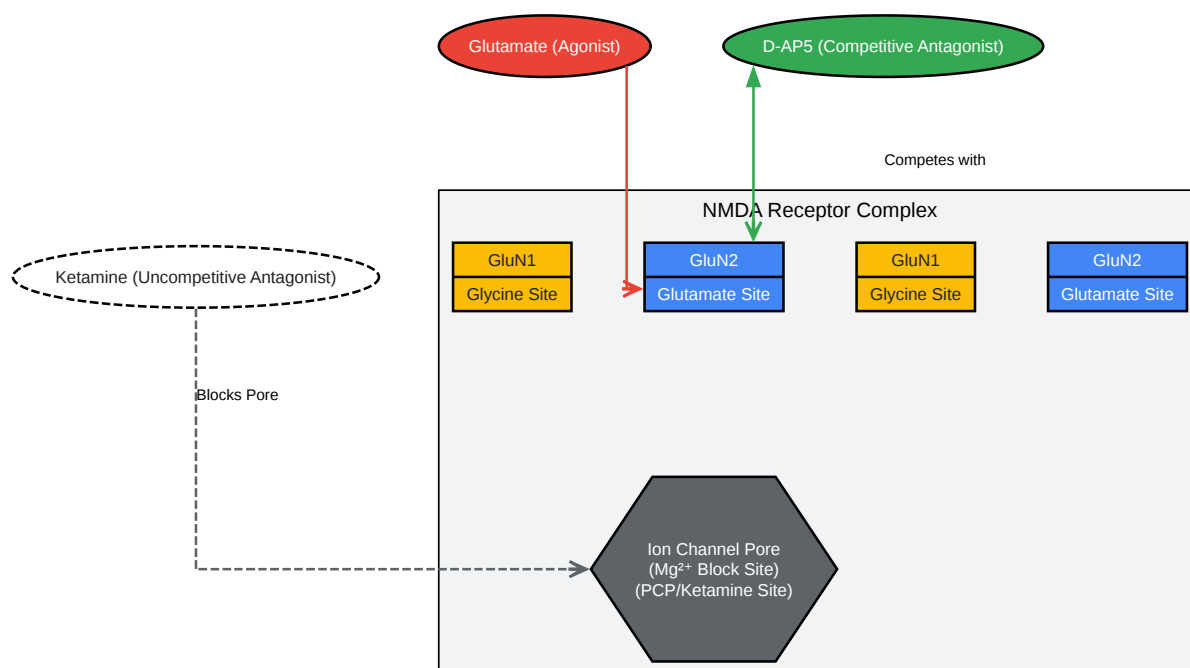 Glutamate (Agonist)
D-AP5 (Competitive Antagonist)
Competes with
NMDA Receptor Complex
GluN1
Glycine Site
GluN2
Glutamate Site
GluN1
Glycine Site
GluN2
Glutamate Site
Ketamine (Uncompetitive Antagonist)
Blocks Pore
Ion Channel Pore
(Mg²⁺ Block Site)
(PCP/Ketamine Site)